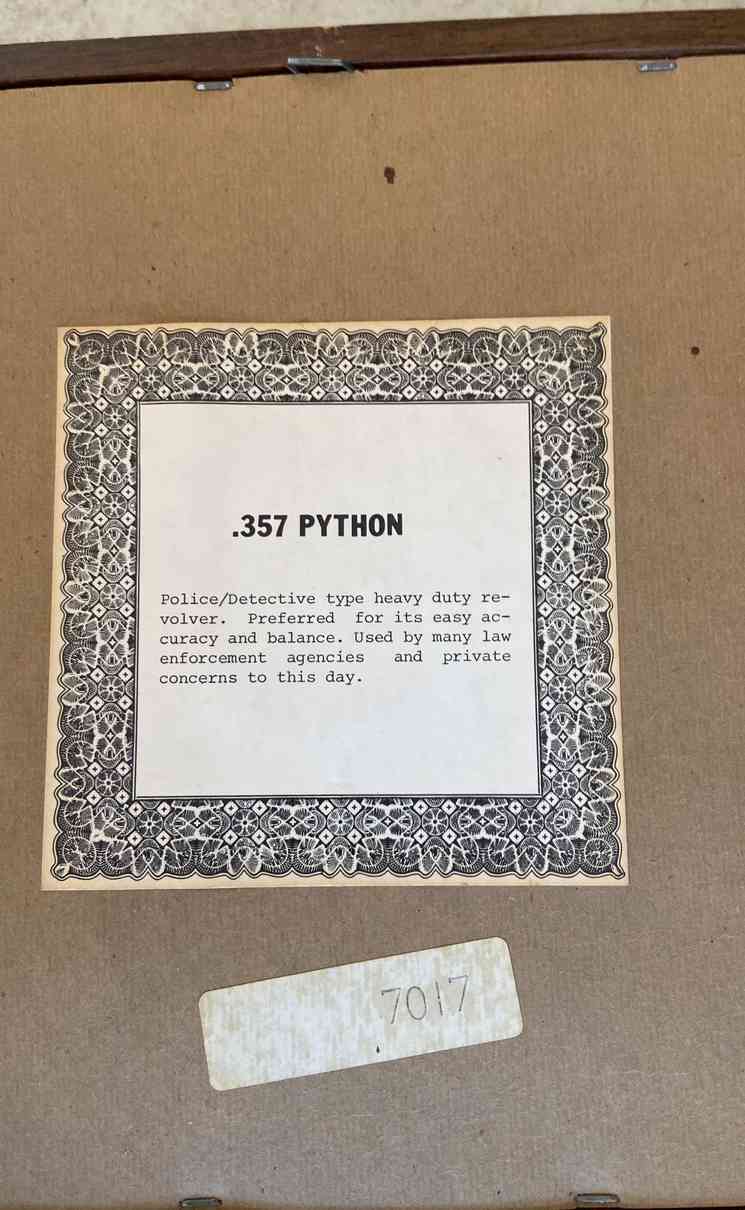 .357 PYTHON
Police/Detective type heavy duty re-
volver. Preferred for its easy ac-
curacy and balance. Used by many law
enforcement agencies and private
concerns to this day.
7017